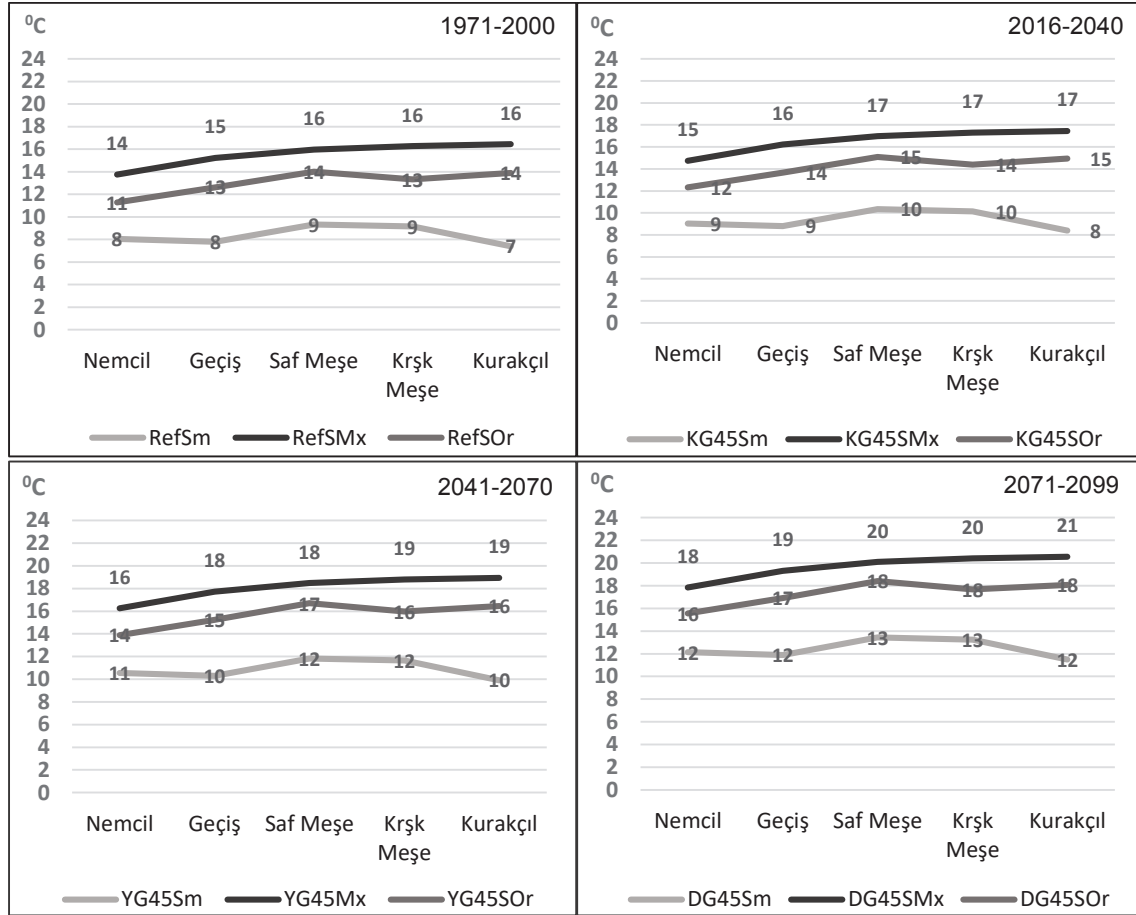 ⁰C
1971-2000
24
22
20
18
16
14
12
10
8
6
4
2
0
14 15 16 16 16
11 13 14 13 14
8 8 9 9 7
Nemcil Geçiş Saf Meşe Krşk Meşe Kurakçıl
RefSm RefSMx RefSOr
⁰C
2016-2040
24
22
20
18
16
14
12
10
8
6
4
2
0
15 16 17 17 17
12 14 15 14 15
9 9 10 10 8
Nemcil Geçiş Saf Meşe Krşk Meşe Kurakçıl
KG45Sm KG45SMx KG45SOr
⁰C
2041-2070
24
22
20
18
16
14
12
10
8
6
4
2
0
16 18 18 19 19
14 15 17 16 16
11 10 12 12 10
Nemcil Geçiş Saf Meşe Krşk Meşe Kurakçıl
YG45Sm YG45Mx YG45SOr
⁰C
2071-2099
24
22
20
18
16
14
12
10
8
6
4
2
0
18 19 20 20 21
16 17 18 18 18
12 12 13 13 12
Nemcil Geçiş Saf Meşe Krşk Meşe Kurakçıl
DG45Sm DG45SMx DG45SOr